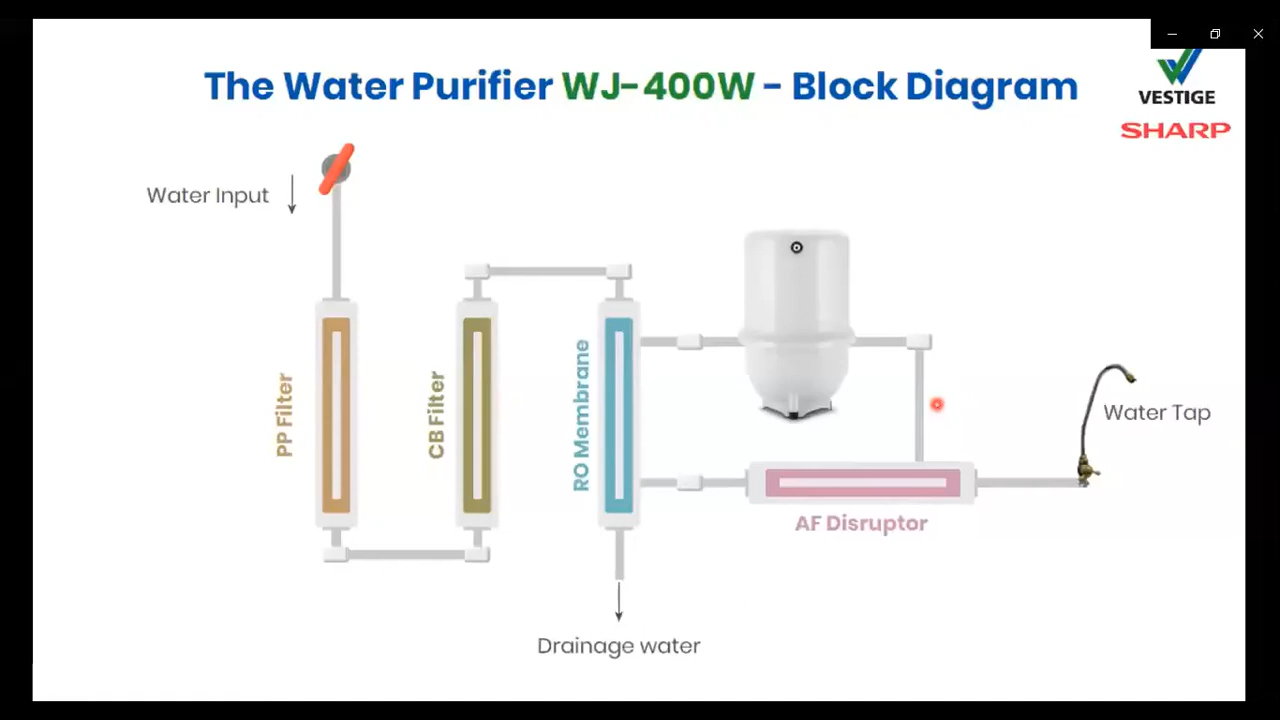 The Water Purifier WJ-400W - Block Diagram
VESTIGE
SHARP
Water Input
PP Filter
CB Filter
RO Membrane
Water Tap
AF Disruptor
Drainage water